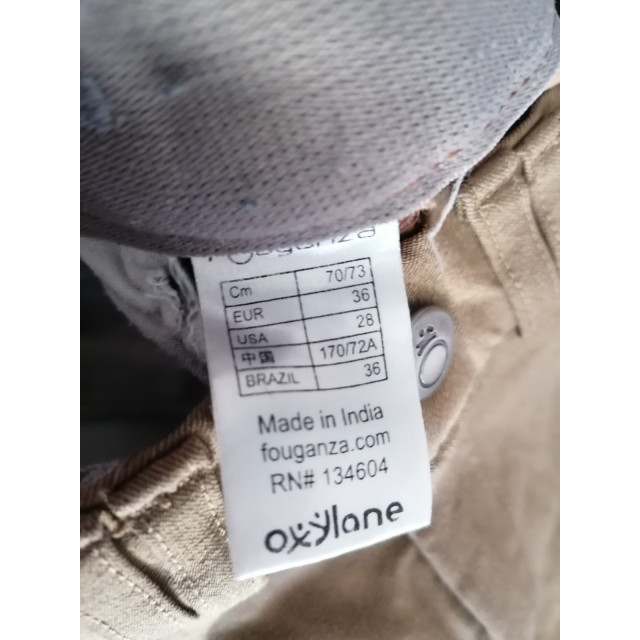 Fouganza
Cm 70/73
EUR 36
USA 28
中国 170/72A
BRAZIL 36
Made in India
fouganza.com
RN# 134604
oxylane